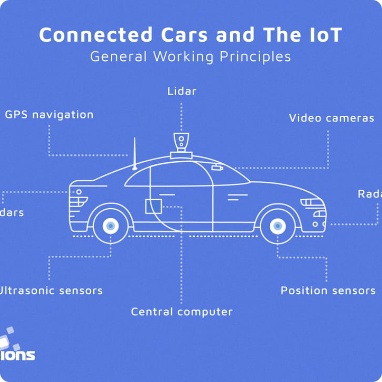 Connected Cars and The IoT
General Working Principles
Lidar
GPS navigation
Video cameras
dars
Rada
Ultrasonic sensors
Position sensors
Central computer
ions